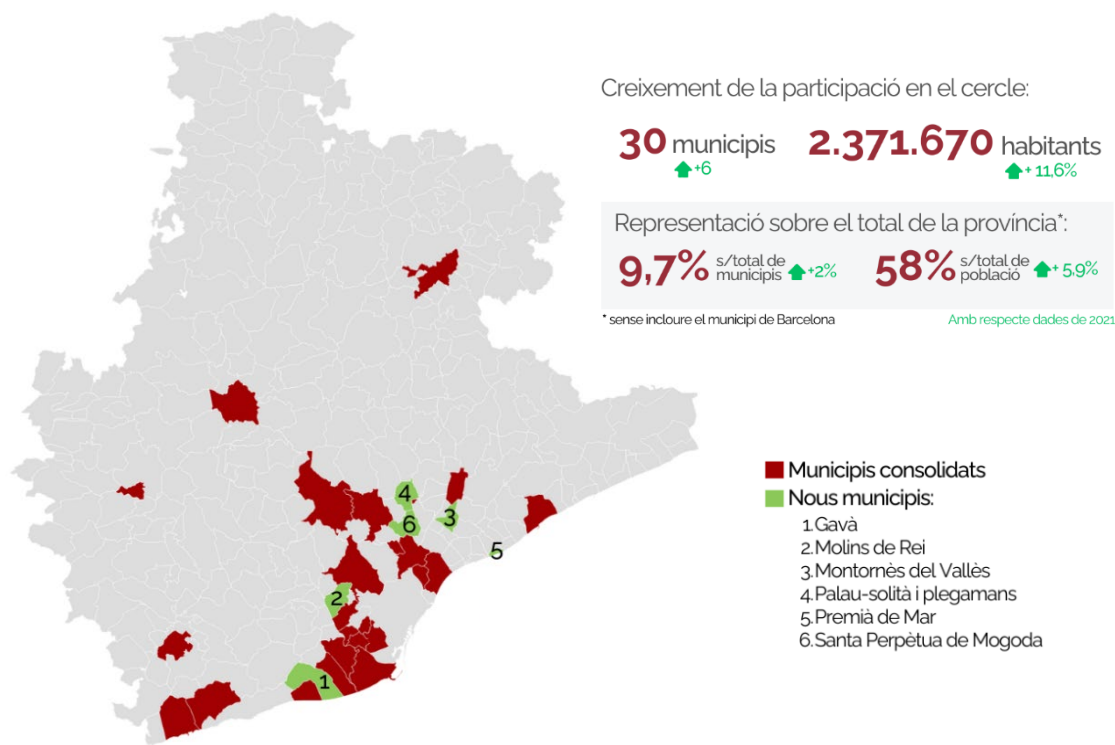 Creixement de la participació en el cercle:
30 municipis
+6
2.371.670 habitants
+ 11,6%
Representació sobre el total de la província*:
9,7% s/total de
municipis +2%
58% s/total de
població + 5,9%
* sense incloure el municipi de Barcelona
Amb respecte dades de 2021
4
6
3
5
2
1
Municipis consolidats
Nous municipis:
1.Gavà
2.Molins de Rei
3.Montornès del Vallès
4.Palau-solità i plegamans
5.Premià de Mar
6.Santa Perpètua de Mogoda